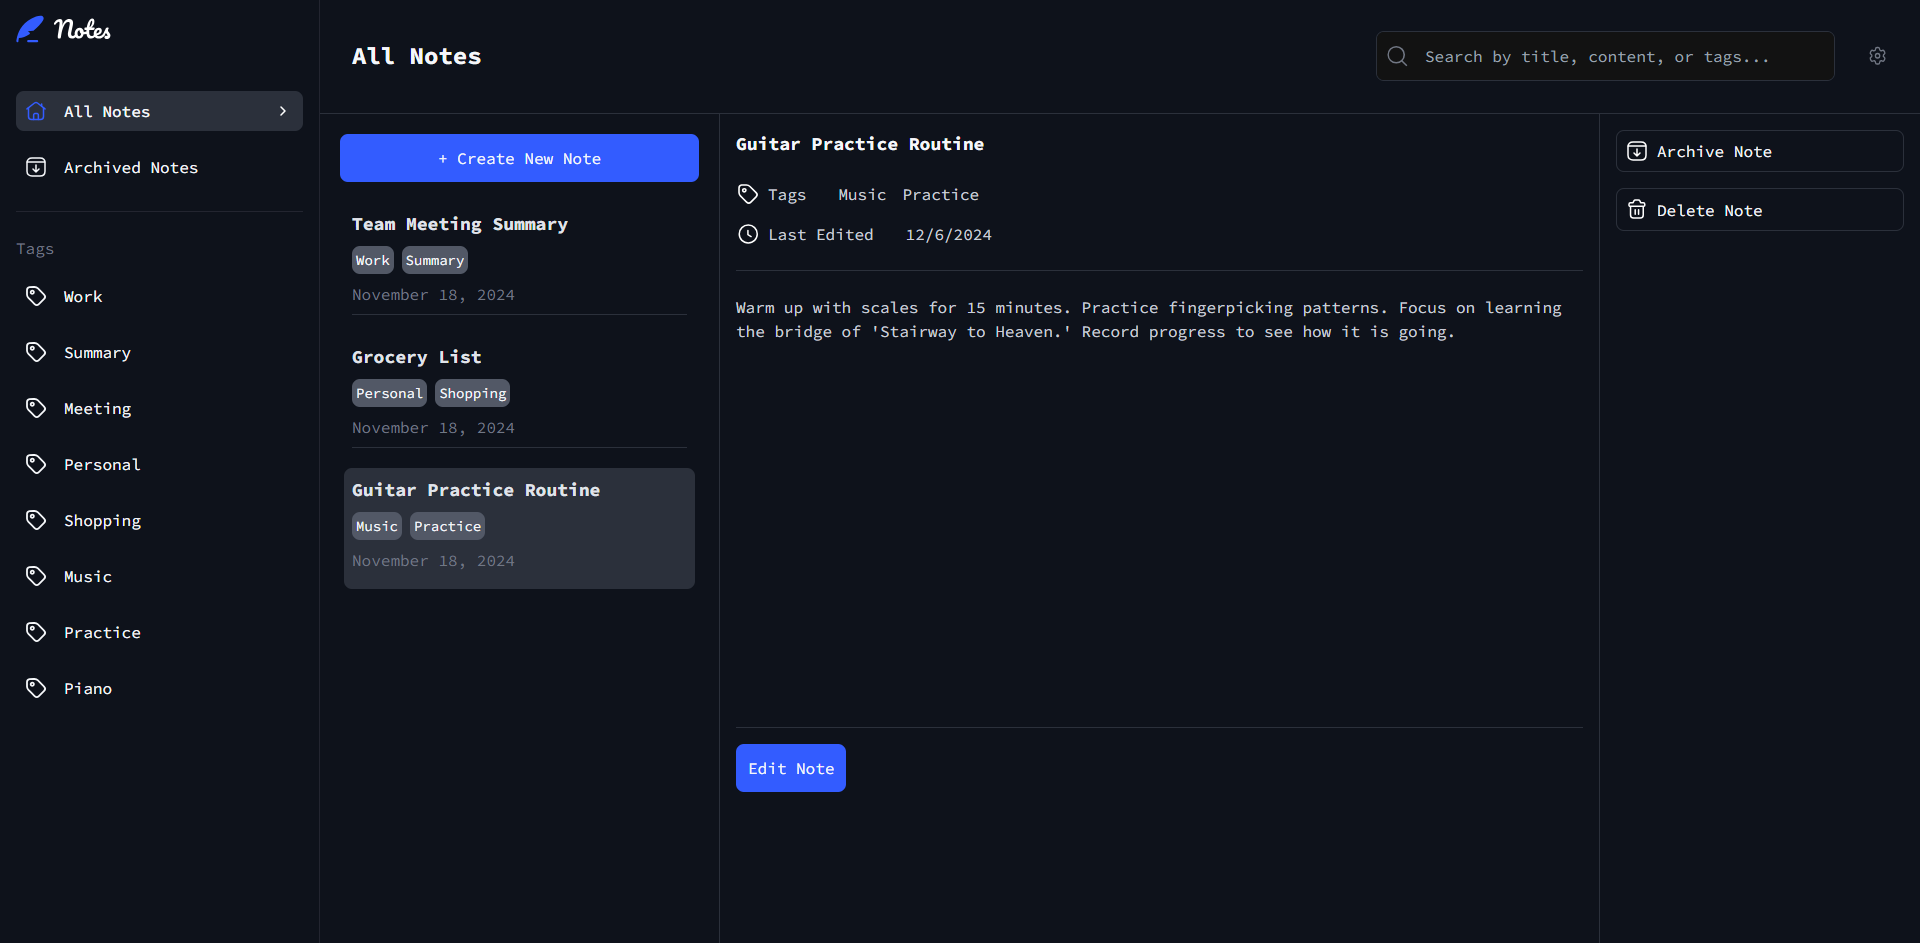 Notes
All Notes
Archived Notes
Tags
Work
Summary
Meeting
Personal
Shopping
Music
Practice
Piano
All Notes
Search by title, content, or tags...
+ Create New Note
Team Meeting Summary
Work Summary
November 18, 2024
Grocery List
Personal Shopping
November 18, 2024
Guitar Practice Routine
Music Practice
November 18, 2024
Guitar Practice Routine
Tags Music Practice
Last Edited 12/6/2024
Warm up with scales for 15 minutes. Practice fingerpicking patterns. Focus on learning
the bridge of 'Stairway to Heaven.' Record progress to see how it is going.
Edit Note
Archive Note
Delete Note